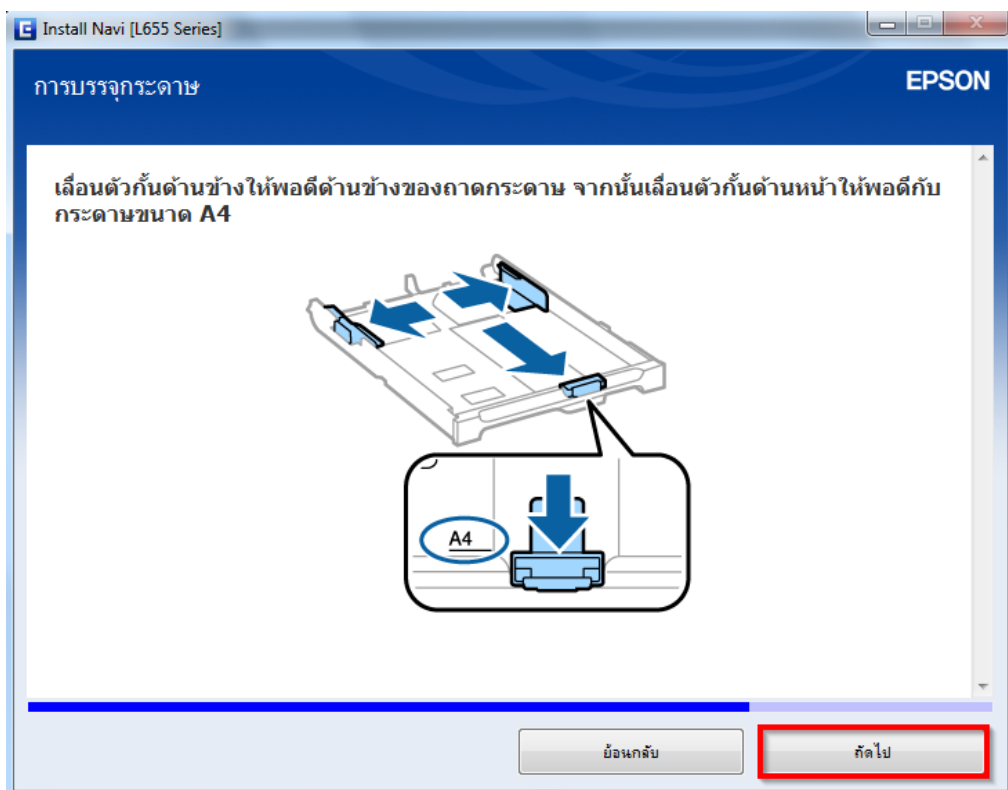 Install Navi [L655 Series]
การบรรจุกระดาษ
EPSON
เลื่อนตัวกั้นด้านข้างให้พอดีด้านข้างของถาดกระดาษ จากนั้นเลื่อนตัวกั้นด้านหน้าให้พอดีกับ
กระดาษขนาด A4
A4
ย้อนกลับ
ถัดไป